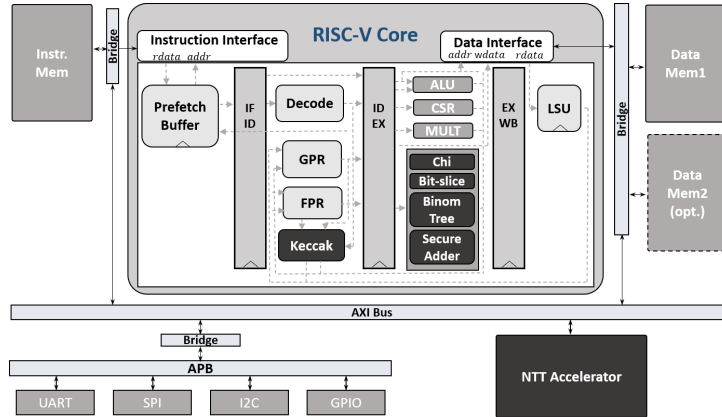 RISC-V Core
Instr.
Mem
Bridge
Instruction Interface
rdata addr
Data Interface
addr wdata rdata
Bridge
Data
Mem1
Data
Mem2
(opt.)
Prefetch
Buffer
IF
ID
Decode
GPR
FPR
Keccak
ID
EX
ALU
CSR
MULT
Chi
Bit-slice
Binom
Tree
Secure
Adder
EX
WB
LSU
AXI Bus
Bridge
APB
UART
SPI
I2C
GPIO
NTT Accelerator